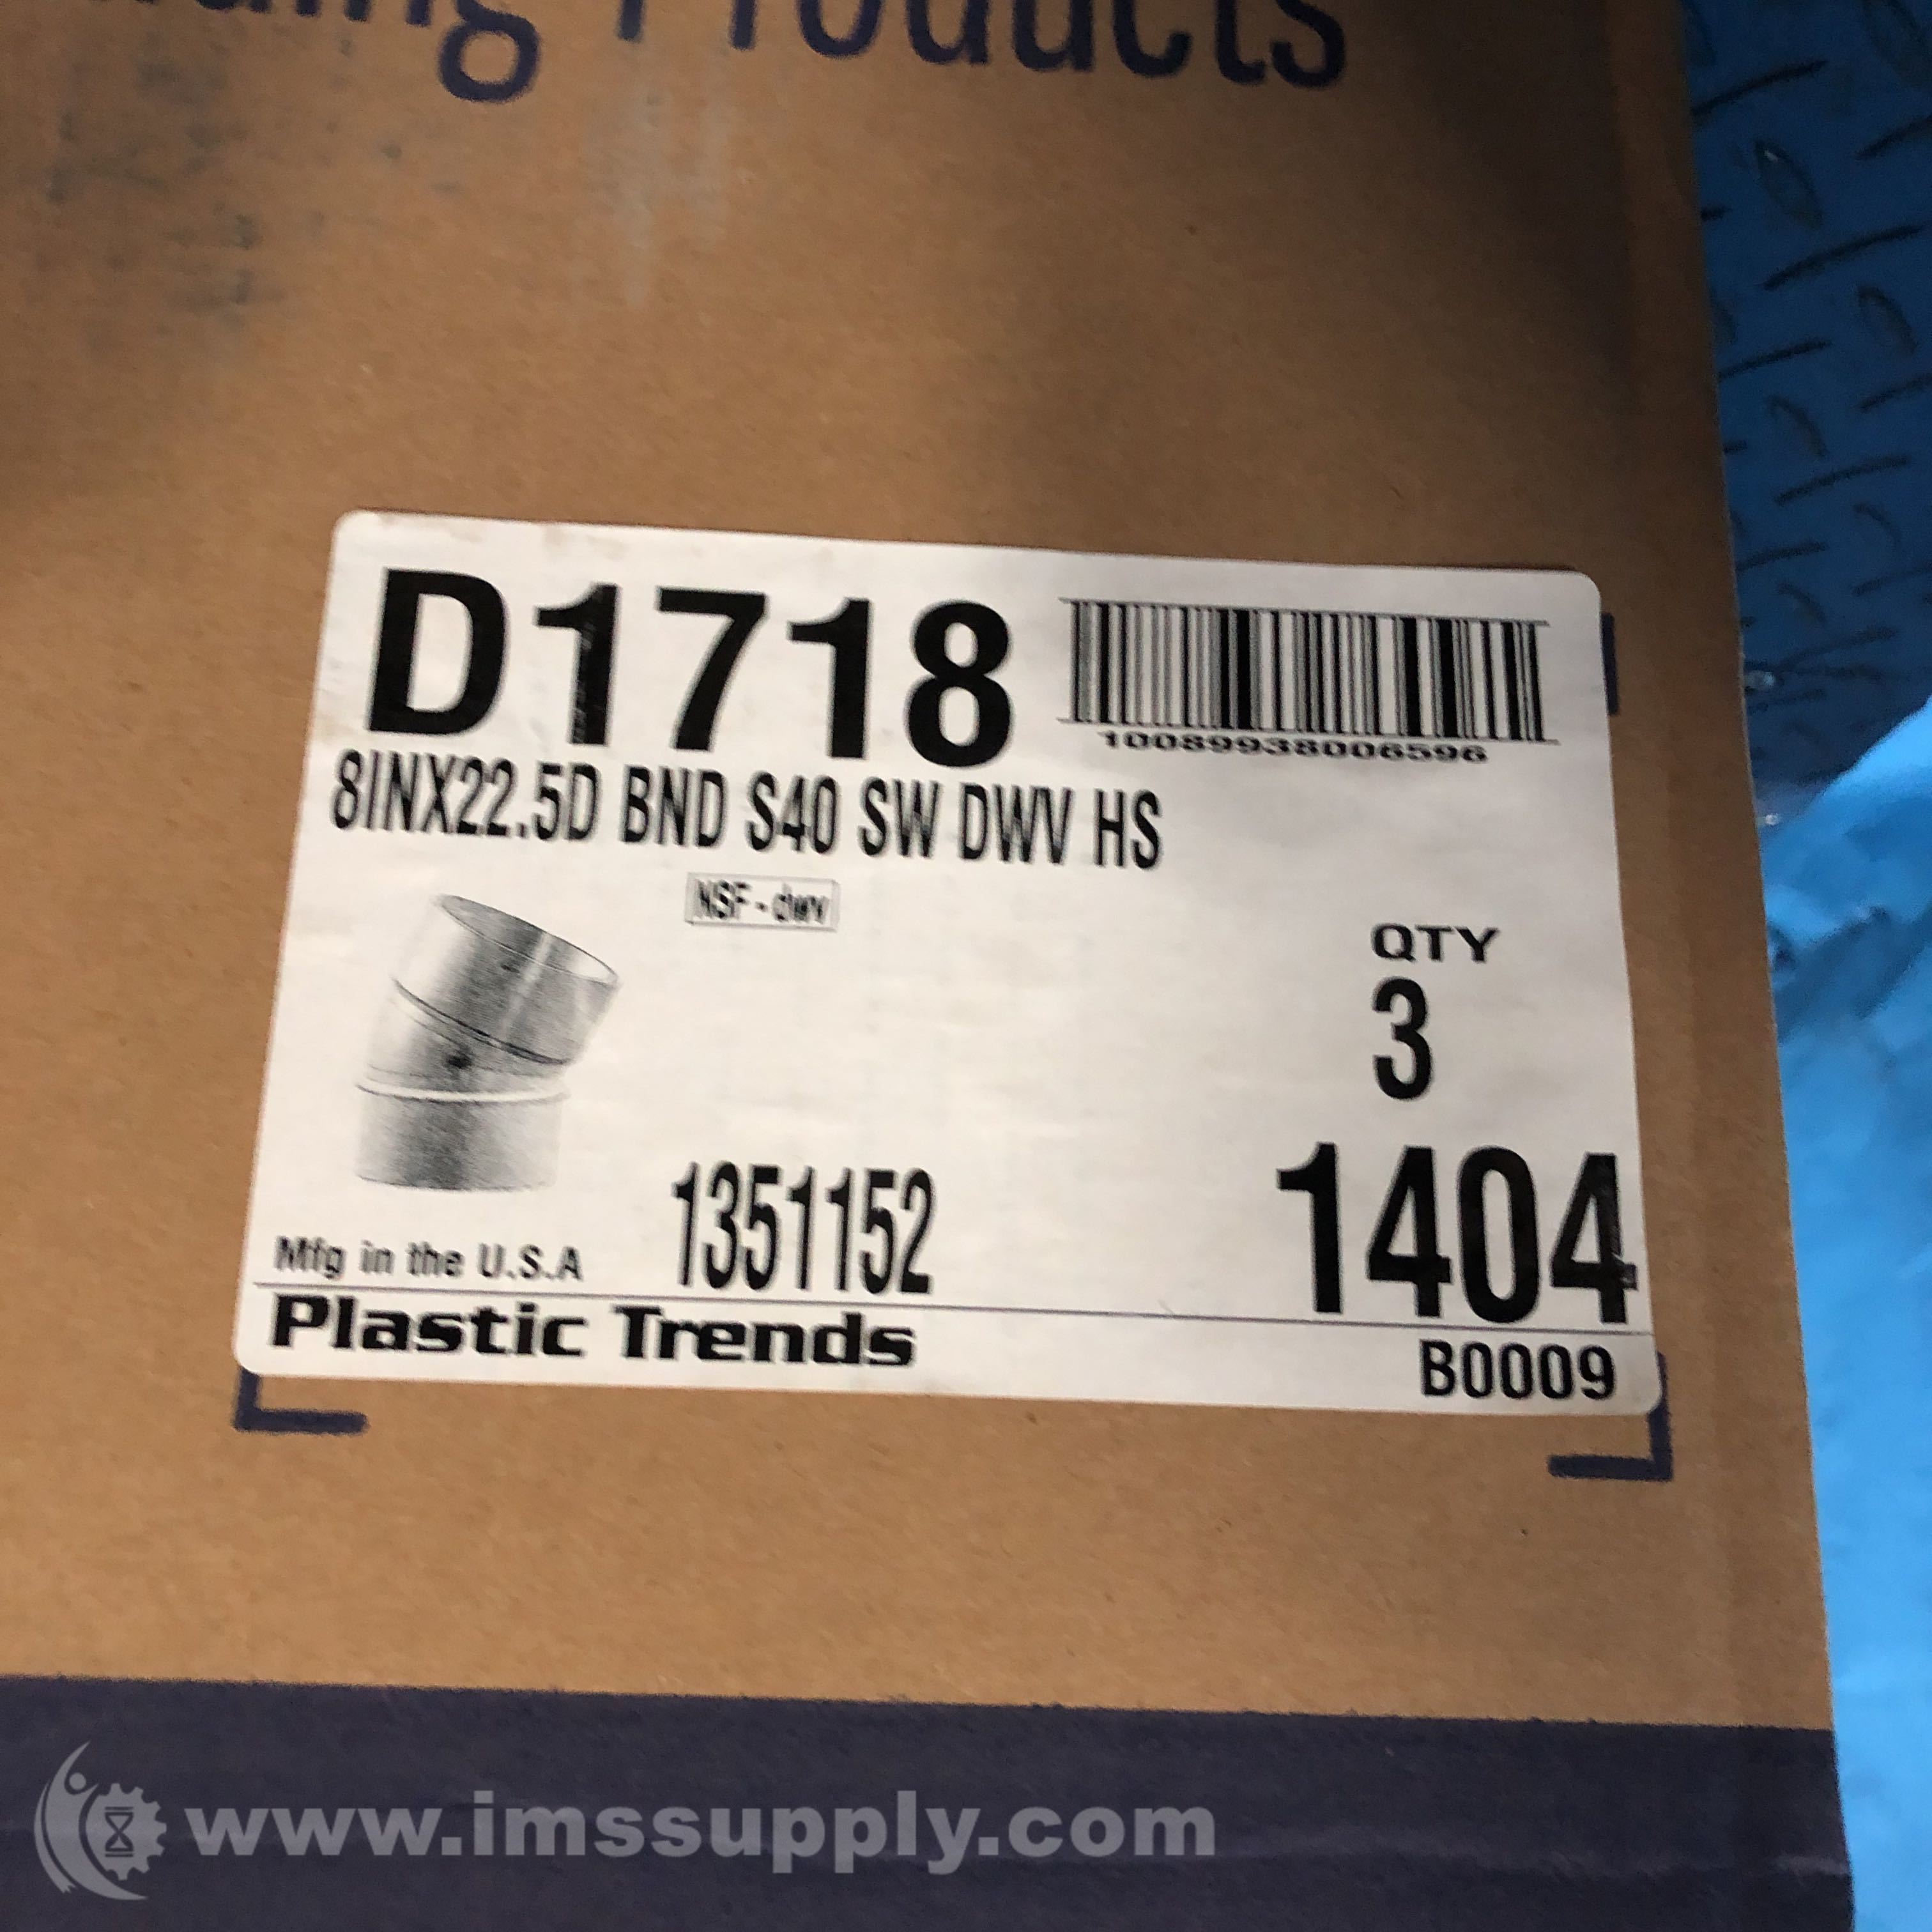 Products
D1718
10089938006596
8INX22.5D BND S40 SW DWV HS
NSF-dwv
QTY
3
1351152
1404
Mfg in the U.S.A
Plastic Trends
B0009
www.imssupply.com